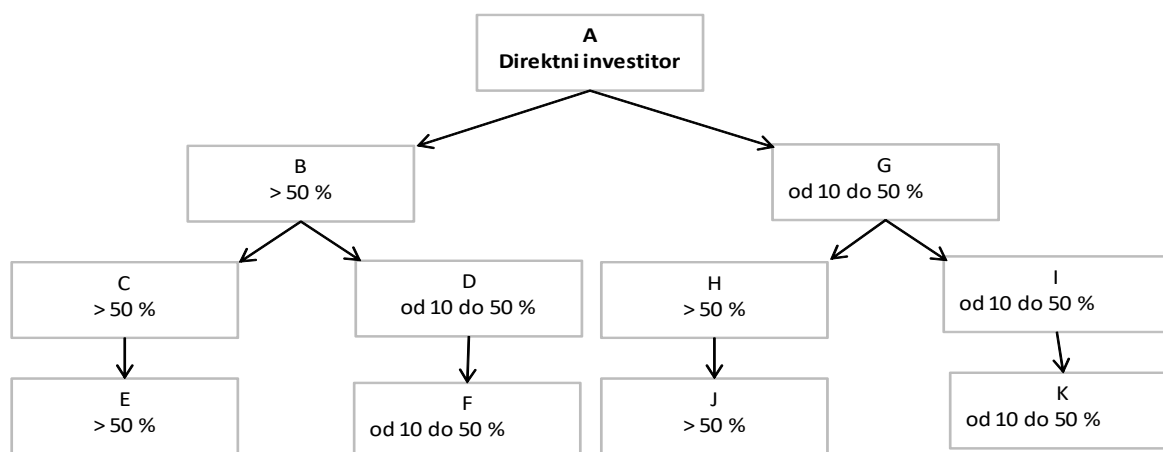 A
Direktni investitor
B
> 50 %
G
od 10 do 50 %
C
> 50 %
D
od 10 do 50 %
H
> 50 %
I
od 10 do 50 %
E
> 50 %
F
od 10 do 50 %
J
> 50 %
K
od 10 do 50 %